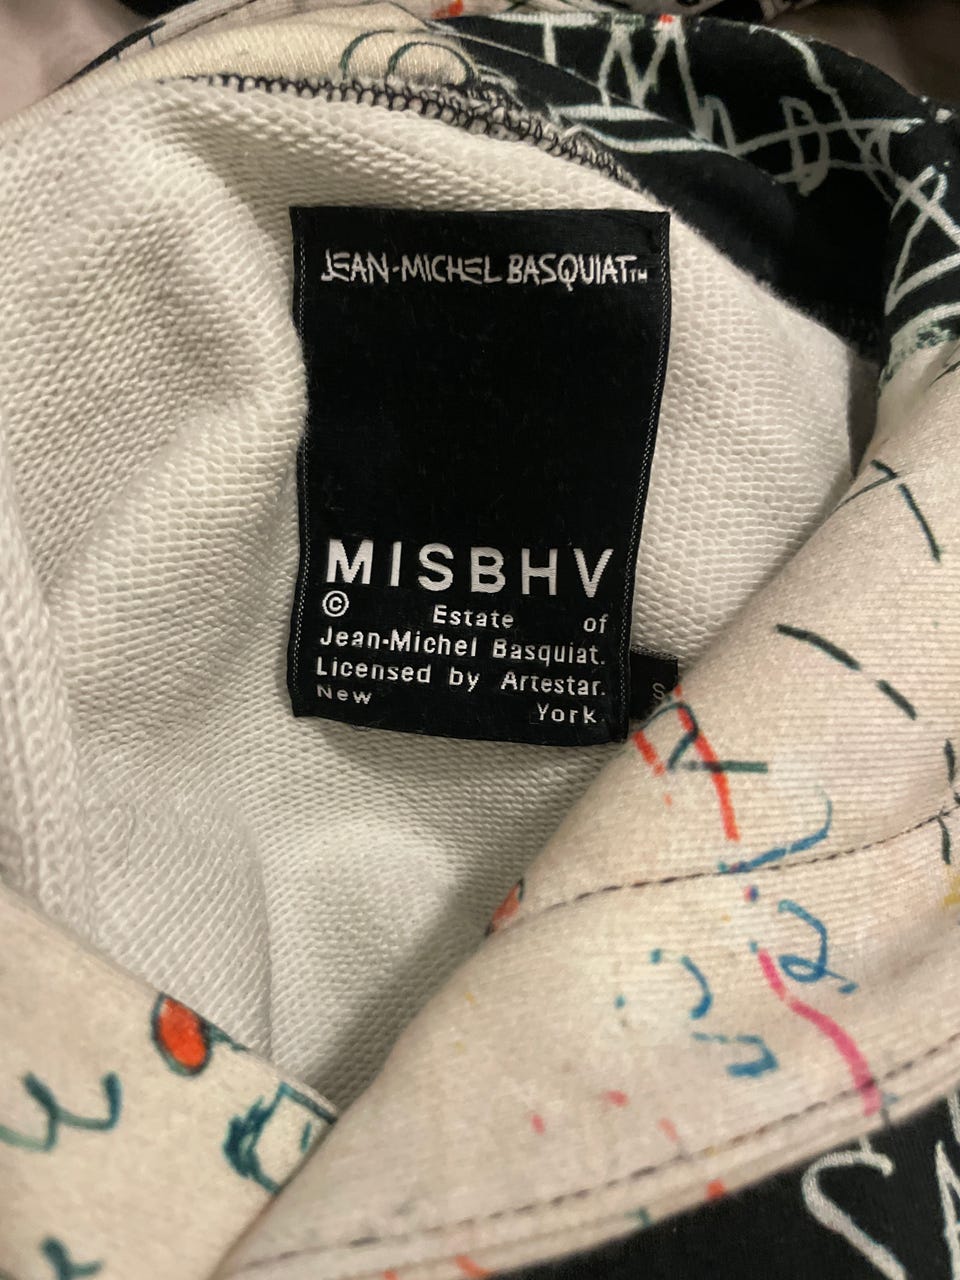 JEAN-MICHEL BASQUIAT™
MISBHV
© Estate of
Jean-Michel Basquiat.
Licensed by Artestar.
New York
S